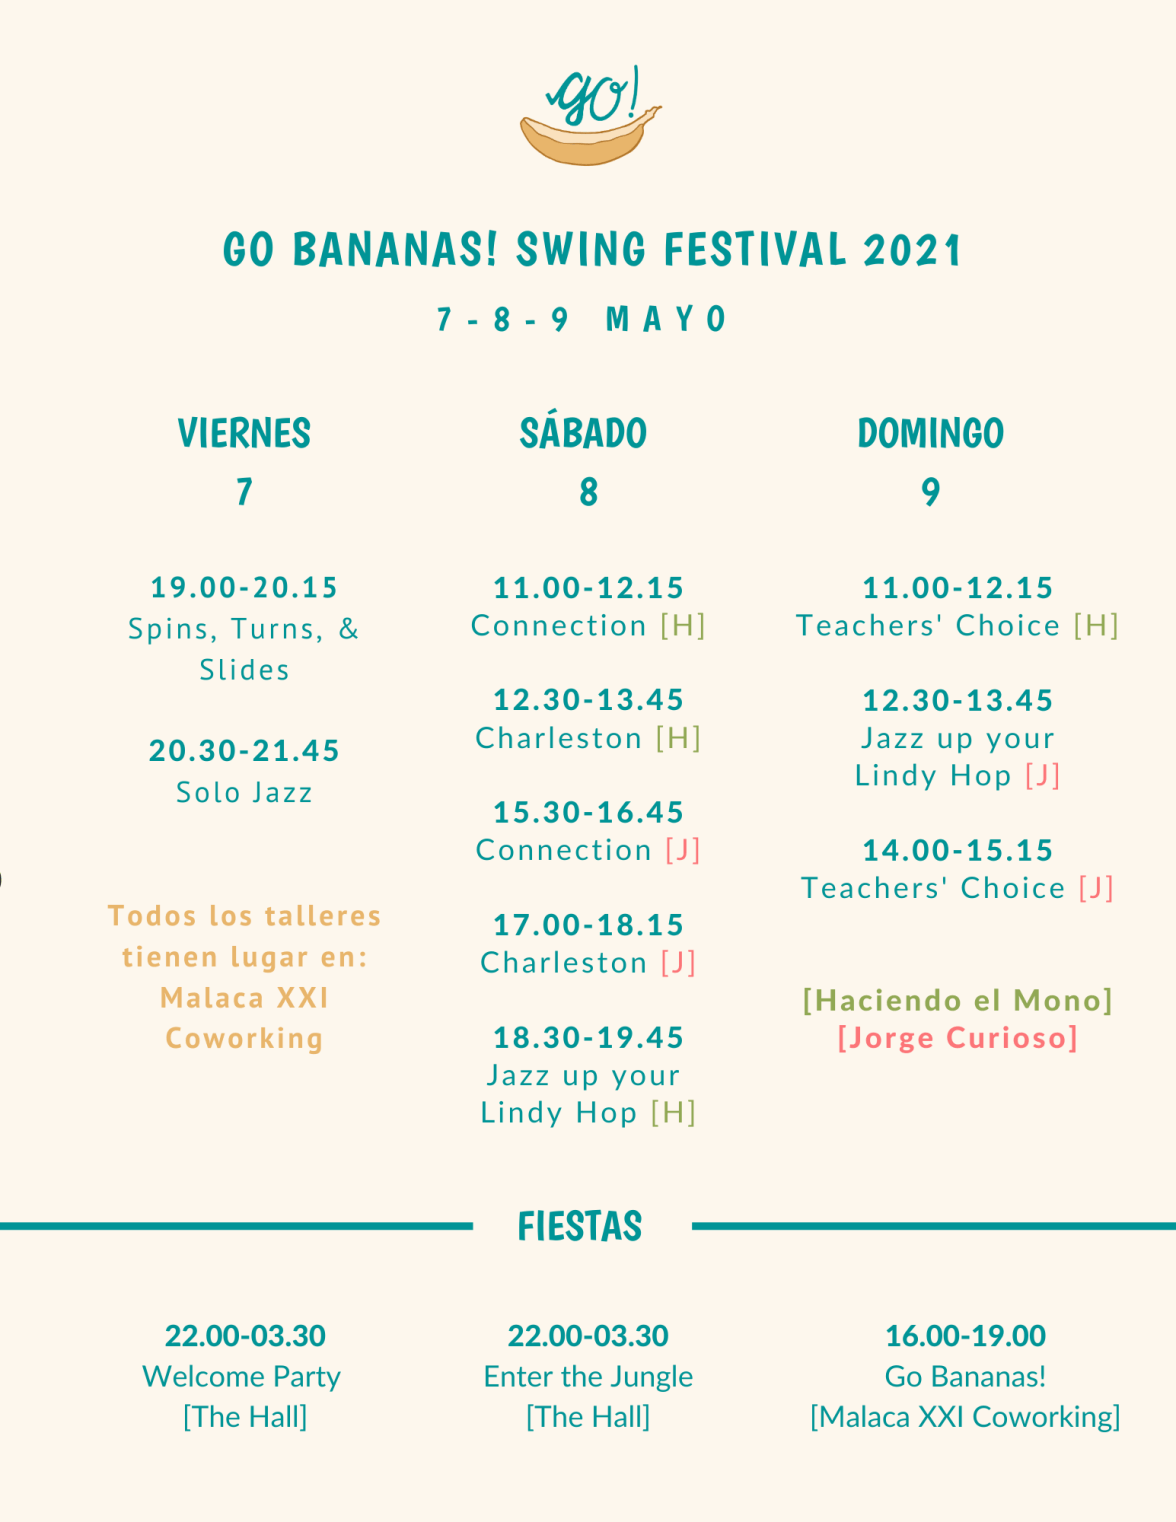 go!
GO BANANAS! SWING FESTIVAL 2021
7-8-9 MAYO
VIERNES
7
19.00-20.15
Spins, Turns, &
Slides
20.30-21.45
Solo Jazz
Todos los talleres
tienen lugar en:
Malaca XXI
Coworking
SÁBADO
8
11.00-12.15
Connection [H]
12.30-13.45
Charleston [H]
15.30-16.45
Connection [J]
17.00-18.15
Charleston [J]
18.30-19.45
Jazz up your
Lindy Hop [H]
DOMINGO
9
11.00-12.15
Teachers' Choice [H]
12.30-13.45
Jazz up your
Lindy Hop [J]
14.00-15.15
Teachers' Choice [J]
[Haciendo el Mono]
[Jorge Curioso]
FIESTAS
22.00-03.30
Welcome Party
[The Hall]
22.00-03.30
Enter the Jungle
[The Hall]
16.00-19.00
Go Bananas!
[Malaca XXI Coworking]